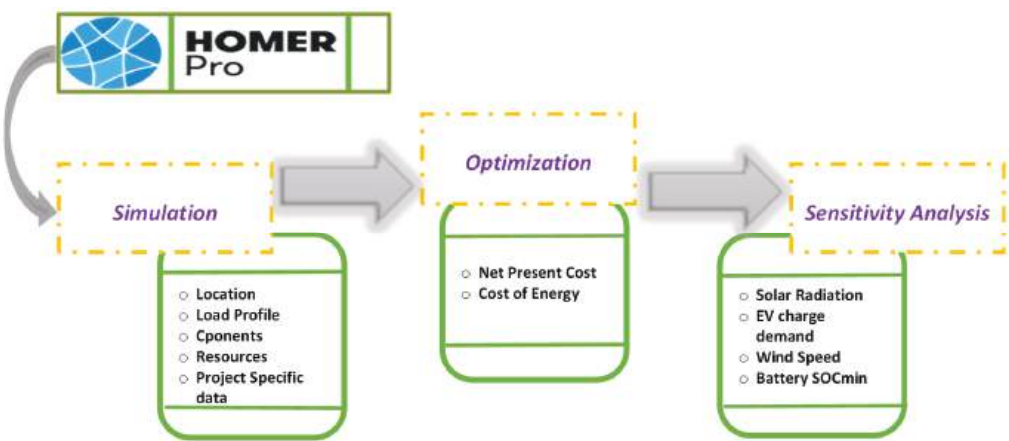 HOMER
Pro
Simulation
Location
Load Profile
Cponents
Resources
Project Specific
data
Optimization
Net Present Cost
Cost of Energy
Sensitivity Analysis
Solar Radiation
EV charge
demand
Wind Speed
Battery SOCmin